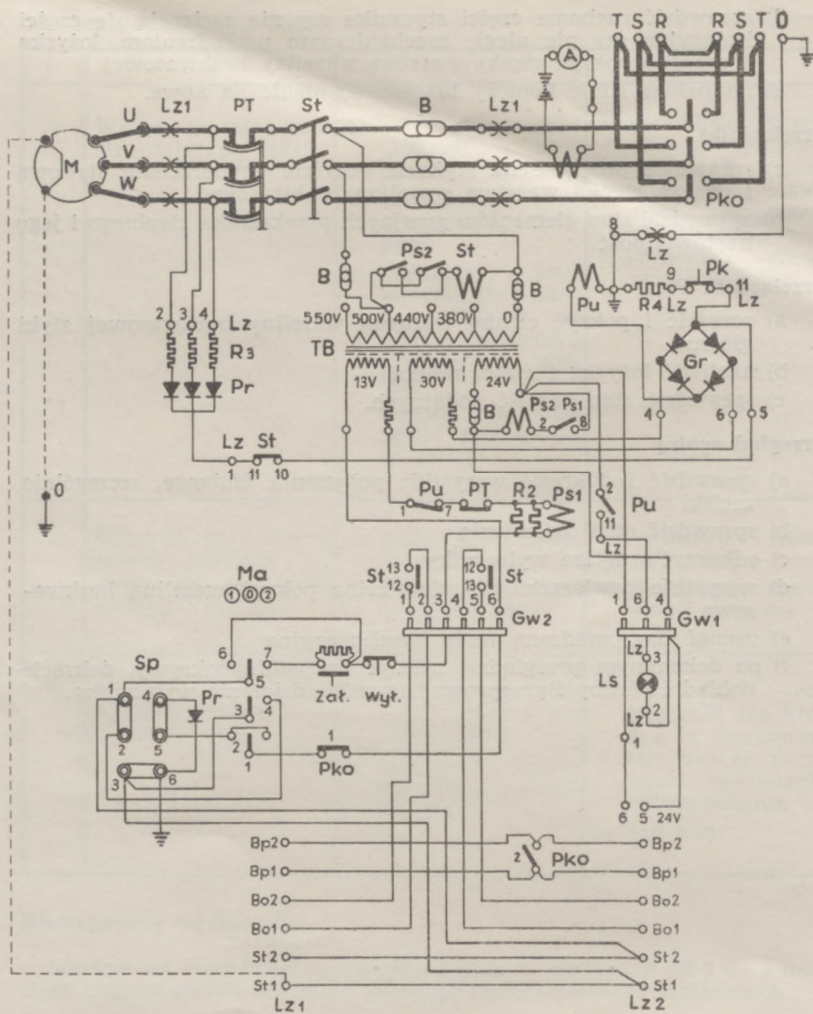 T S R R S T 0
A
U Lz1 PT St B Lz1
M V
W
Pko
8
Lz
Ps2 St
B B
Pu R4 Lz 9 Pk 11 Lz
2 3 4 Lz
550V 500V 440V 380V 0
R3
TB
Gr
Pr
13V 30V 24V
B Ps2 Ps1
2 8
4 6 5
Lz St
1 11 10
0
Pu PT R2 Ps1
1 7
2
Pu
11
Lz
Ma
1 0 2
St 13 12
12 13 St
1 2 3 4 5 6
Gw2
1 6 4
Gw1
6 7
5
Zał. Wył.
Sp
1 4 Pr
3 4
2 5
2
1
1
Pko
3 6
Lz 3
Ls
Lz 2
1
6 5 24V
Bp2 Bp2
2 Pko
Bp1 Bp1
Bo2 Bo2
Bo1 Bo1
St2 St2
St1 St1
Lz1 Lz2